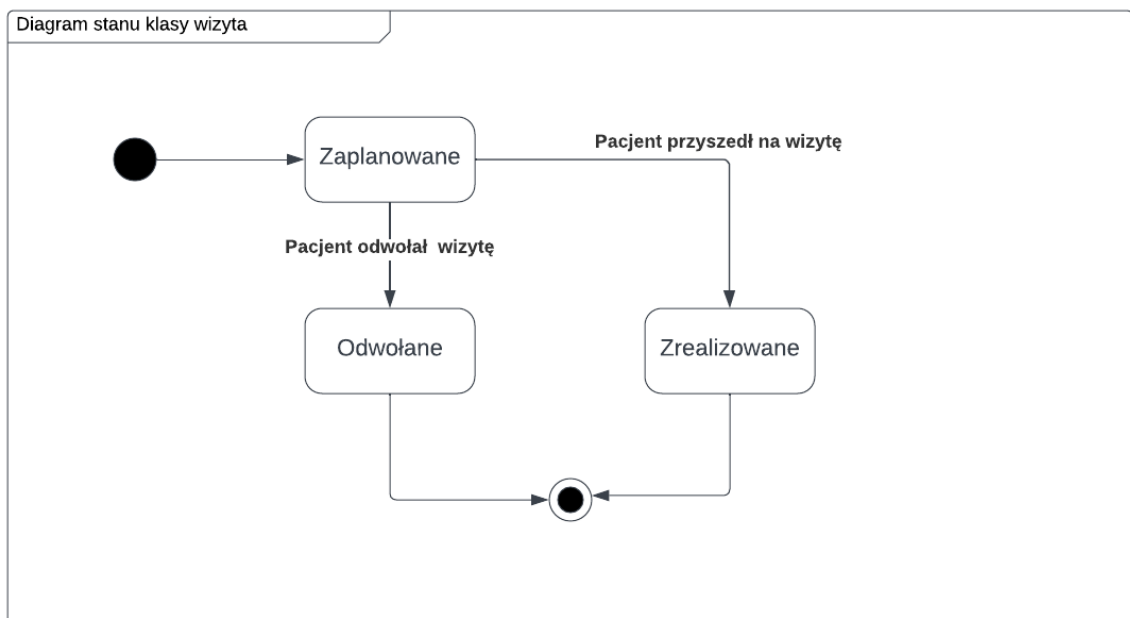 Diagram stanu klasy wizyta
Pacjent przyszedł na wizytę
Zaplanowane
Pacjent odwołał  wizytę
Odwołane
Zrealizowane